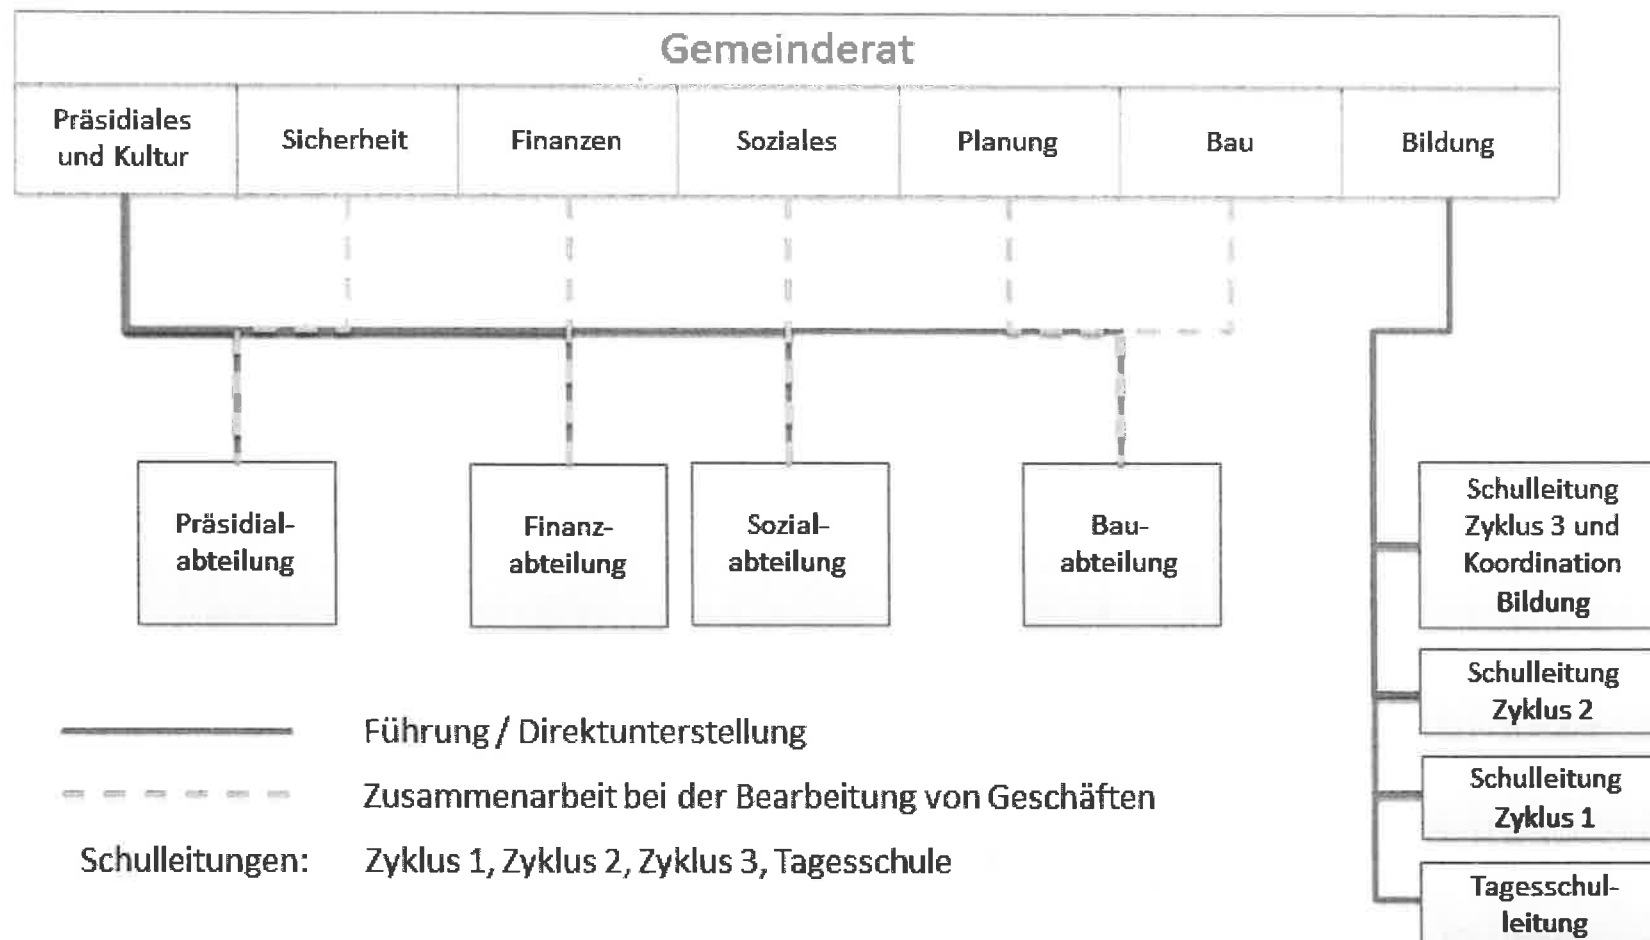 Gemeinderat
Präsidiales
und Kultur
Sicherheit
Finanzen
Soziales
Planung
Bau
Bildung
Präsidial-
abteilung
Finanz-
abteilung
Sozial-
abteilung
Bau-
abteilung
Schulleitung
Zyklus 3 und
Koordination
Bildung
Schulleitung
Zyklus 2
Schulleitung
Zyklus 1
Tagesschul-
leitung
Führung / Direktunterstellung
Zusammenarbeit bei der Bearbeitung von Geschäften
Schulleitungen: Zyklus 1, Zyklus 2, Zyklus 3, Tagesschule